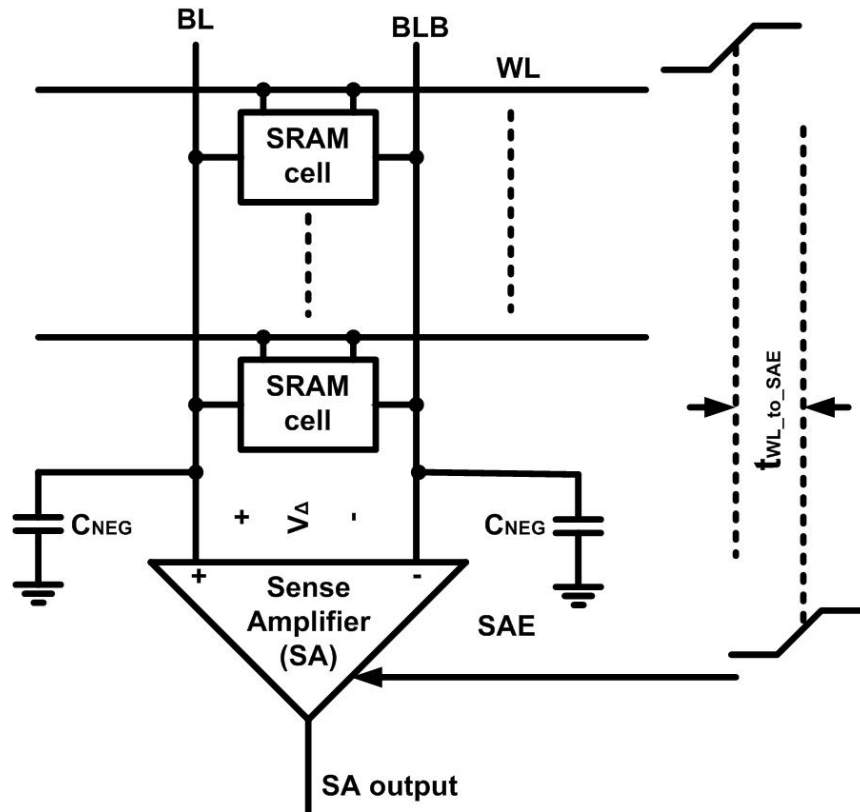 BL
BLB
WL
SRAM
cell
SRAM
cell
tWL_to_SAE
CNEG
+ VΔ -
CNEG
+ -
Sense
Amplifier
(SA)
SAE
SA output